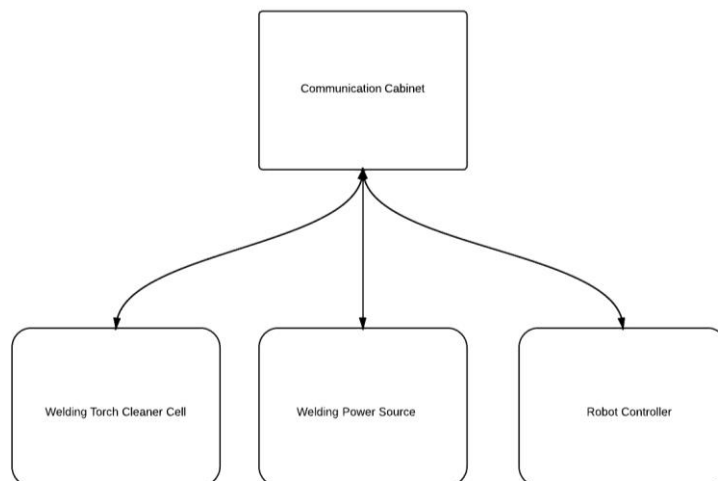 Communication Cabinet
Welding Torch Cleaner Cell
Welding Power Source
Robot Controller